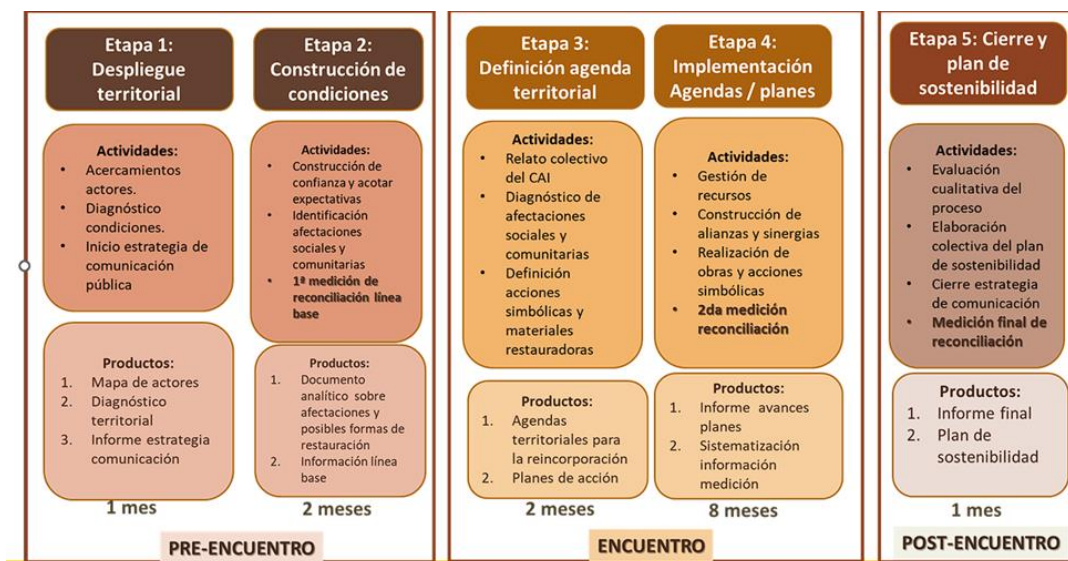 Etapa 1:
Despliegue
territorial
Actividades:
• Acercamientos
actores.
• Diagnóstico
condiciones.
• Inicio estrategia de
comunicación
pública
Productos:
1. Mapa de actores
2. Diagnóstico
territorial
3. Informe estrategia
comunicación
1 mes
Etapa 2:
Construcción de
condiciones
Actividades:
• Construcción de
confianza y acotar
expectativas
• Identificación
afectaciones
sociales y
comunitarias
• 1ª medición de
reconciliación línea
base
Productos:
1. Documento
analítico sobre
afectaciones y
posibles formas de
restauración
2. Información línea
base
2 meses
PRE-ENCUENTRO
Etapa 3:
Definición agenda
territorial
Actividades:
• Relato colectivo
del CAI
• Diagnóstico de
afectaciones
sociales y
comunitarias
• Definición
acciones
simbólicas y
materiales
restauradoras
Productos:
1. Agendas
territoriales para
la reincorporación
2. Planes de acción
2 meses
Etapa 4:
Implementación
Agendas / planes
Actividades:
• Gestión de
recursos
• Construcción de
alianzas y sinergias
• Realización de
obras y acciones
simbólicas
• 2da medición
reconciliación
Productos:
1. Informe avances
planes
2. Sistematización
información
medición
8 meses
ENCUENTRO
Etapa 5: Cierre y
plan de
sostenibilidad
Actividades:
• Evaluación
cualitativa del
proceso
• Elaboración
colectiva del plan
de sostenibilidad
• Cierre estrategia
de comunicación
• Medición final de
reconciliación
Productos:
1. Informe final
2. Plan de
sostenibilidad
1 mes
POST-ENCUENTRO